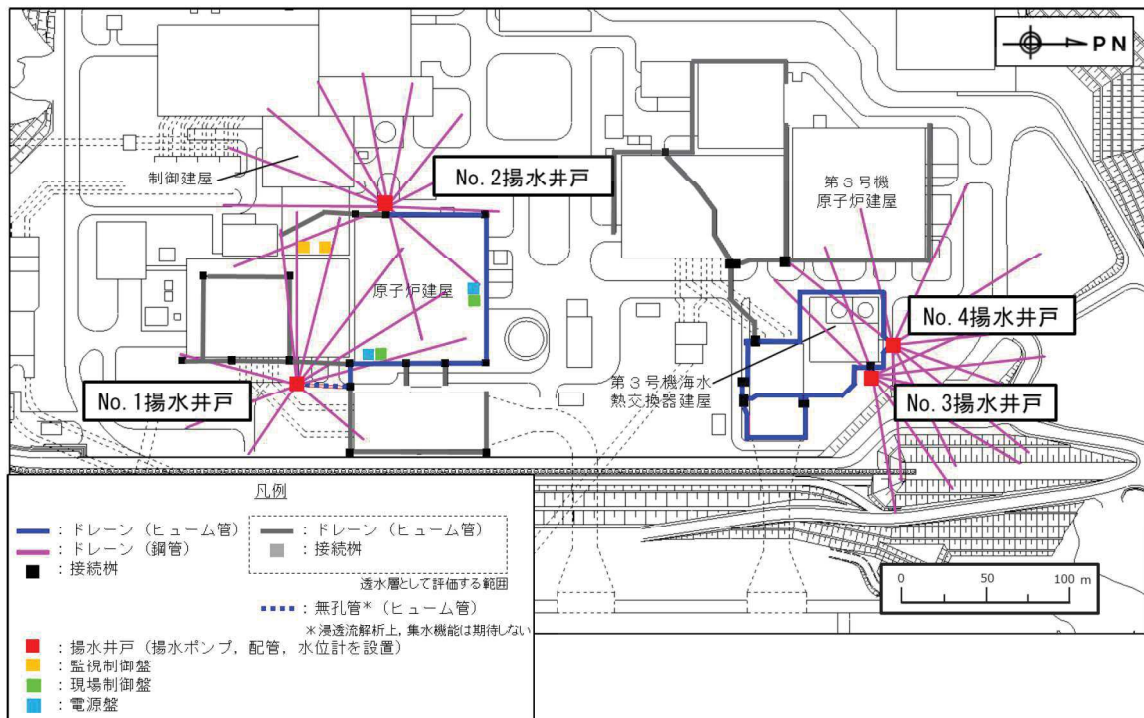 PN
制御建屋
No.2揚水井戸
第3号機
原子炉建屋
原子炉建屋
No.4揚水井戸
No.1揚水井戸
第3号機海水
熱交換器建屋
No.3揚水井戸
凡例
：ドレーン（ヒューム管）
：ドレーン（鋼管）
：接続桝
：ドレーン（ヒューム管）
：接続桝
透水層として評価する範囲
：無孔管*（ヒューム管）
＊浸透流解析上，集水機能は期待しない
：揚水井戸（揚水ポンプ，配管，水位計を設置）
：監視制御盤
：現場制御盤
：電源盤
0 50 100 m